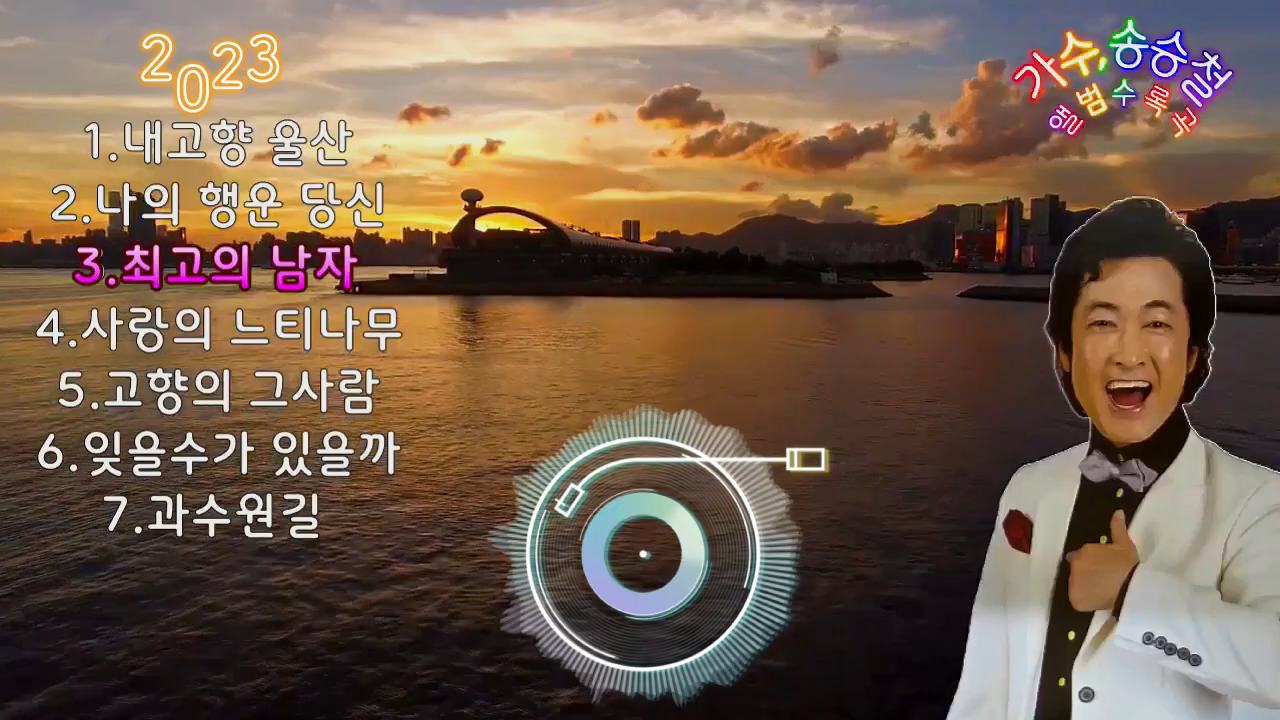 2023
1.내고향 울산
2.나의 행운 당신
3.최고의 남자
4.사랑의 느티나무
5.고향의 그사람
6.잊을수가 있을까
7.과수원길
가수,송승철
앨범수록곡